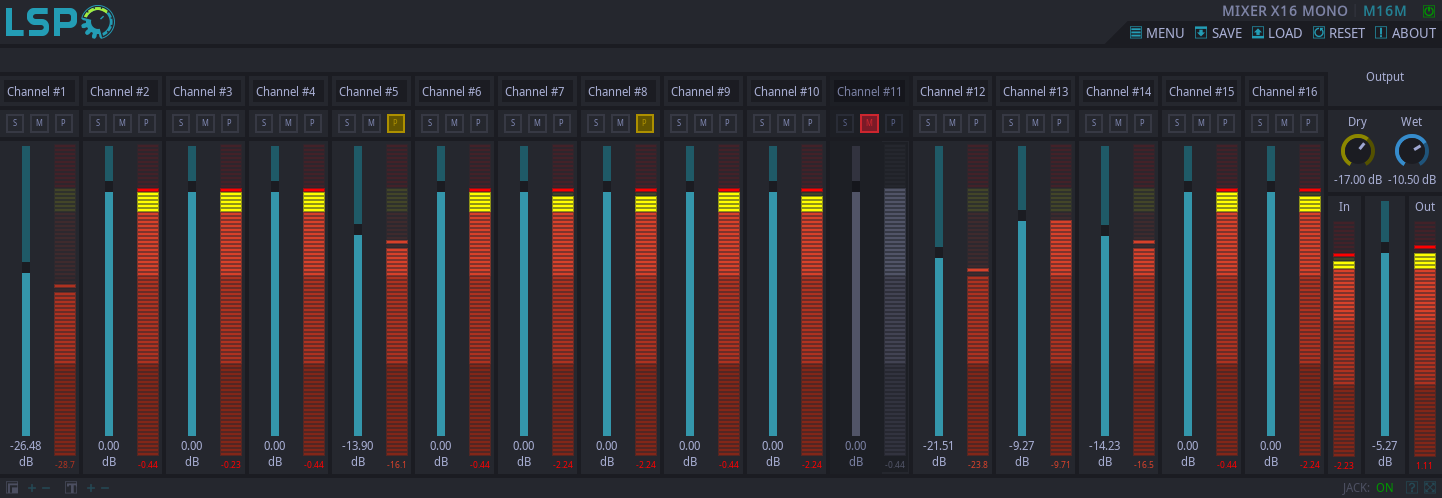 LSP
MIXER X16 MONO M16M
MENU SAVE LOAD RESET ABOUT
Channel #1 Channel #2 Channel #3 Channel #4 Channel #5 Channel #6 Channel #7 Channel #8 Channel #9 Channel #10 Channel #11 Channel #12 Channel #13 Channel #14 Channel #15 Channel #16 Output
S M P S M P S M P S M P S M P S M P S M P S M P S M P S M P S M P S M P S M P S M P S M P S M P
Dry Wet
-17.00 dB -10.50 dB
In Out
-26.48 0.00 0.00 0.00 -13.90 0.00 0.00 0.00 0.00 0.00 0.00 -21.51 -9.27 -14.23 0.00 0.00 -5.27
dB dB dB dB dB dB dB dB dB dB dB dB dB dB dB dB dB
-28.7 -0.44 -0.23 -0.44 -16.1 -0.44 -2.24 -2.24 -0.44 -2.24 -0.44 -23.8 -9.71 -16.5 -0.44 -2.24 -2.23 1.11
T JACK: ON ?